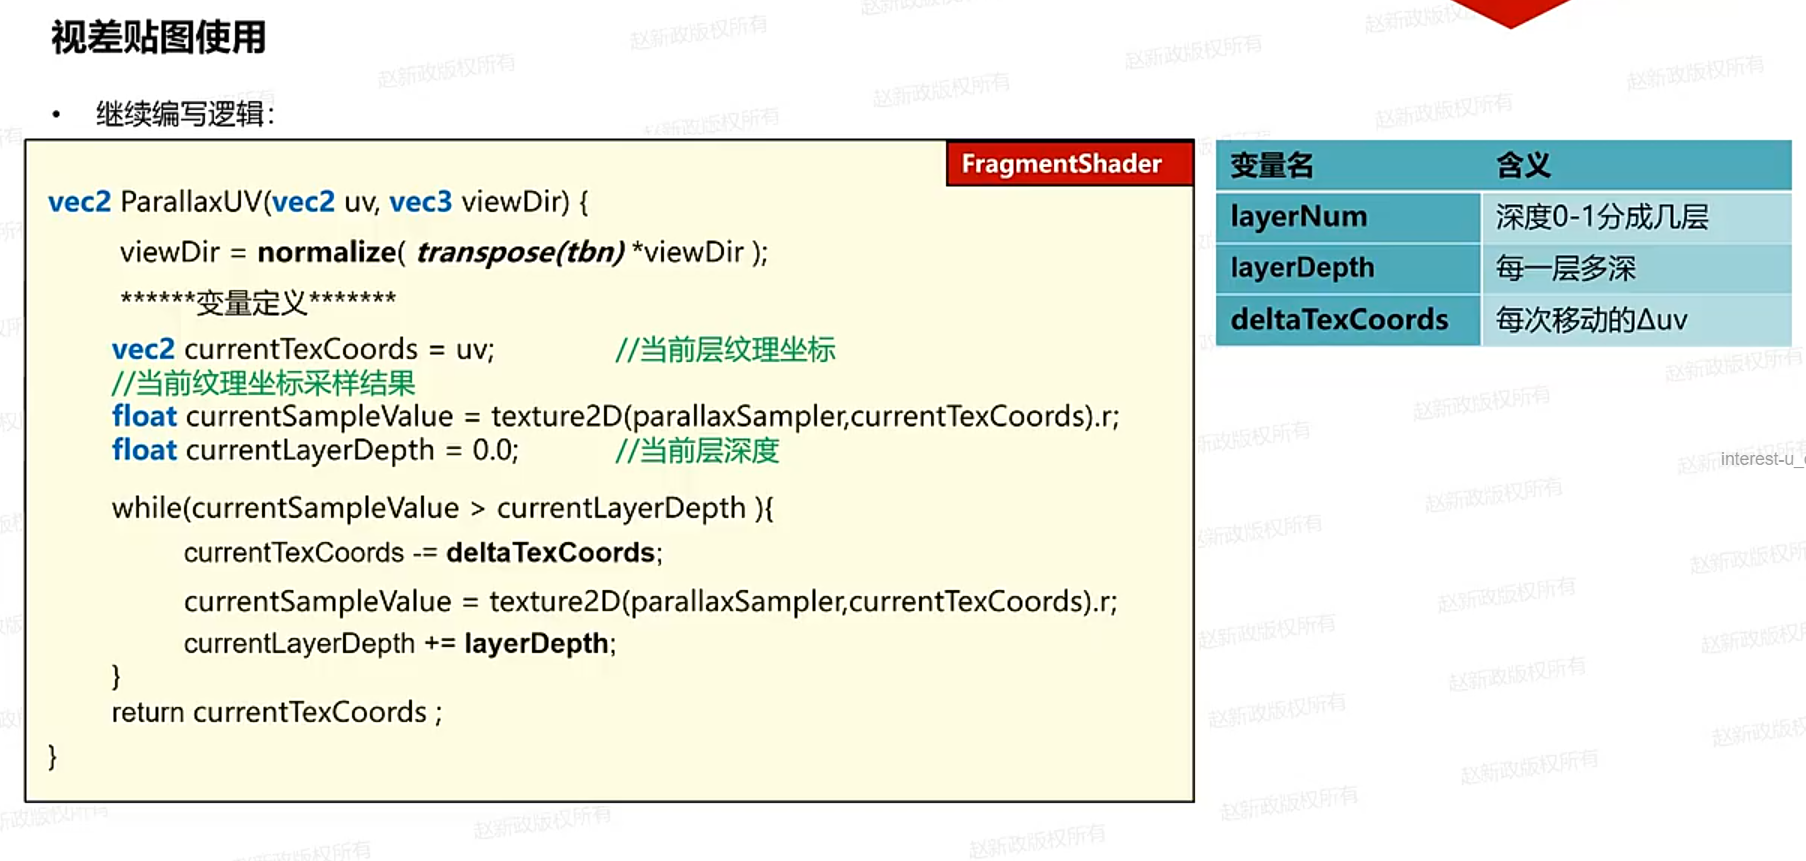 视差贴图使用
• 继续编写逻辑：
FragmentShader
vec2 ParallaxUV(vec2 uv, vec3 viewDir) {
viewDir = normalize( transpose(tbn) *viewDir );
******变量定义*******
vec2 currentTexCoords = uv; //当前层纹理坐标
//当前纹理坐标采样结果
float currentSampleValue = texture2D(parallaxSampler,currentTexCoords).r;
float currentLayerDepth = 0.0; //当前层深度
while(currentSampleValue > currentLayerDepth ){
currentTexCoords -= deltaTexCoords;
currentSampleValue = texture2D(parallaxSampler,currentTexCoords).r;
currentLayerDepth += layerDepth;
}
return currentTexCoords ;
}
变量名 含义
layerNum 深度0-1分成几层
layerDepth 每一层多深
deltaTexCoords 每次移动的Δuv
interest-u_
赵新政版权所有